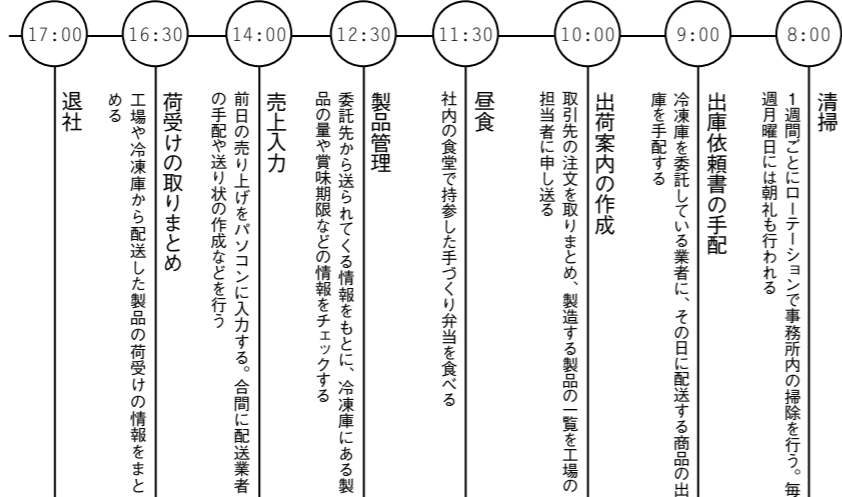 8:00
清掃
1週間ごとにローテーションで事務所内の掃除を行う。毎
週月曜日には朝礼も行われる
9:00
出庫依頼書の手配
冷凍庫を委託している業者に、その日に配送する商品の出
庫を手配する
10:00
出荷案内の作成
取引先の注文を取りまとめ、製造する製品の一覧を工場の
担当者に申し送る
11:30
昼食
社内の食堂で持参した手づくり弁当を食べる
12:30
製品管理
委託先から送られてくる情報をもとに、冷凍庫にある製
品の量や賞味期限などの情報をチェックする
14:00
売上入力
前日の売り上げをパソコンに入力する。合間に配送業者
の手配や送り状の作成などを行う
16:30
荷受けの取りまとめ
工場や冷凍庫から配送した製品の荷受けの情報をまと
める
17:00
退社